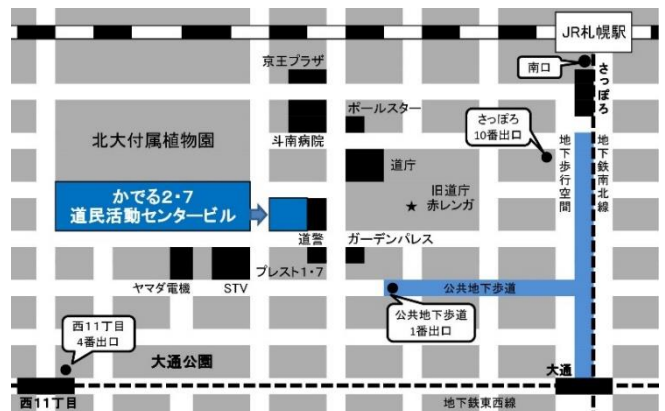 JR札幌駅
京王プラザ
南口
さっぽろ
ポールスター
さっぽろ
10番出口
斗南病院
北大付属植物園
道庁
地下歩行空間
地下鉄南北線
かでる2・7
道民活動センタービル
旧道庁
★ 赤レンガ
道警
ガーデンパレス
プレスト1・7
ヤマダ電機
STV
公共地下歩道
公共地下歩道
1番出口
西11丁目
4番出口
大通公園
大通
西11丁目
地下鉄東西線